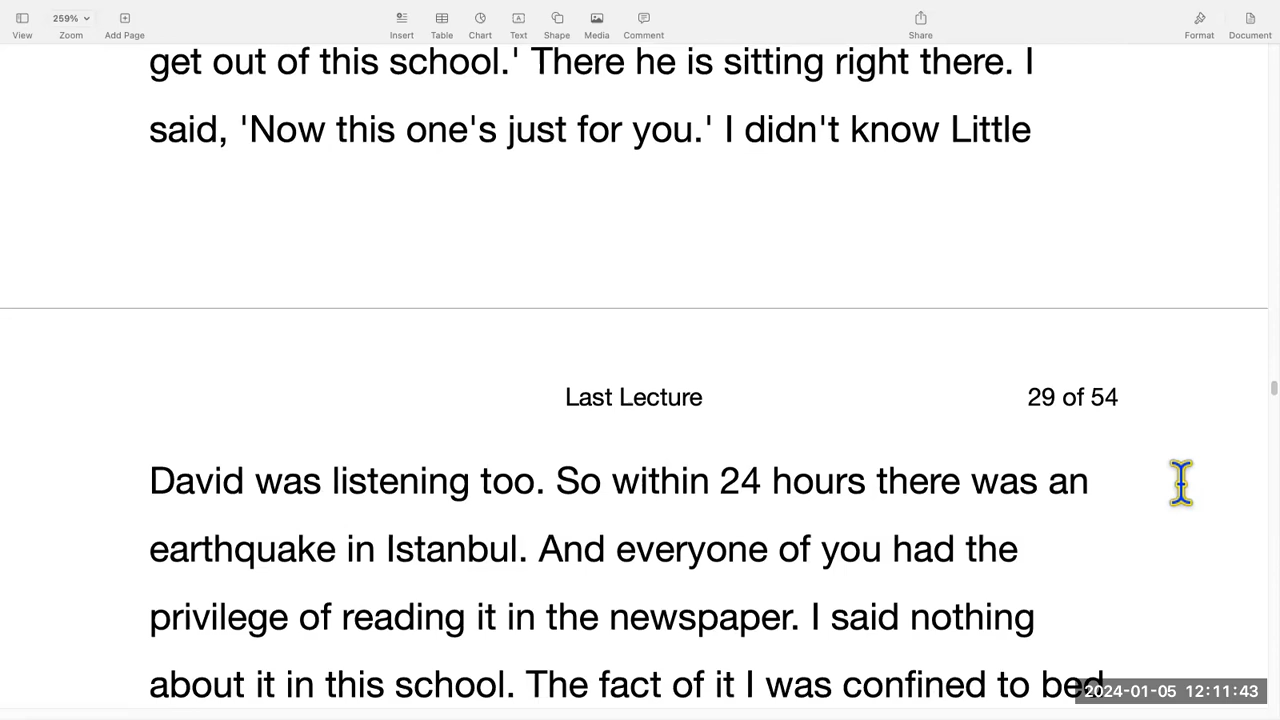 259%
View
Zoom
Add Page
Insert
Table
Chart
Text
Shape
Media
Comment
Share
Format
Document
get out of this school.' There he is sitting right there. I
said, 'Now this one's just for you.' I didn't know Little
Last Lecture
29 of 54
David was listening too. So within 24 hours there was an
earthquake in Istanbul. And everyone of you had the
privilege of reading it in the newspaper. I said nothing
about it in this school. The fact of it I was confined to bed
2024-01-05 12:11:43